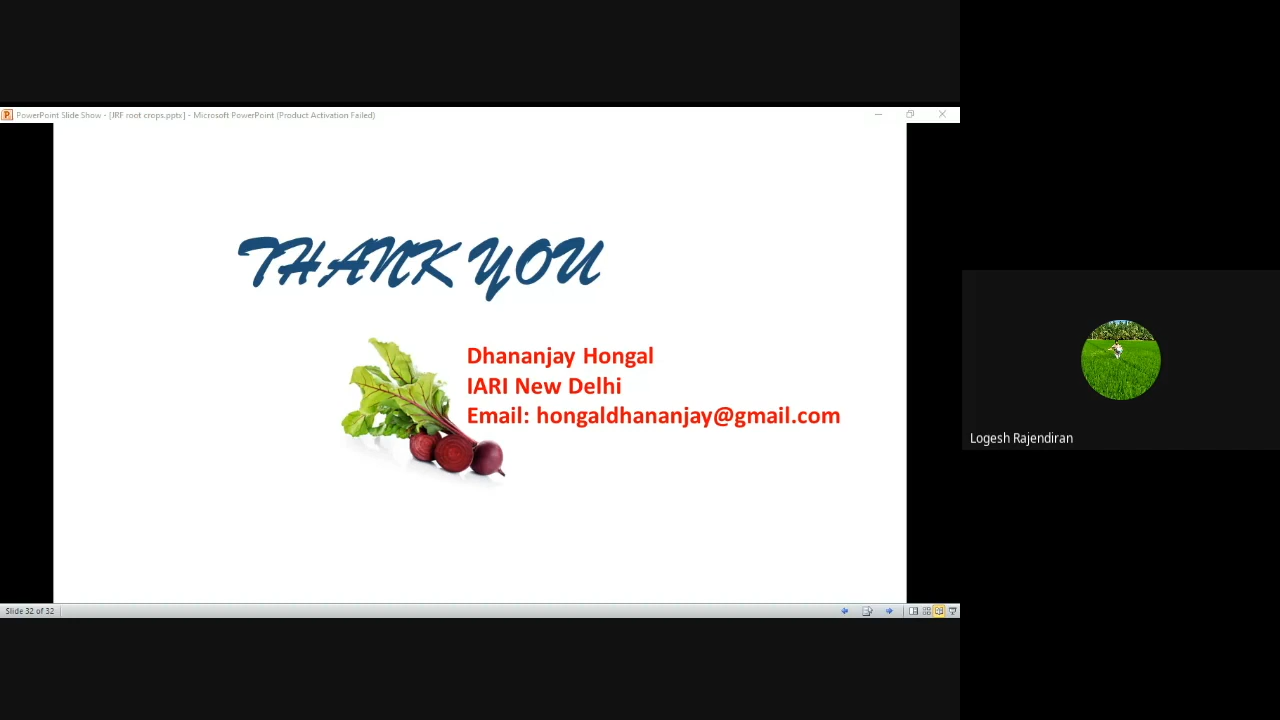 PowerPoint Slide Show - [JRF root crops.pptx] - Microsoft PowerPoint (Product Activation Failed)
THANK YOU
Dhananjay Hongal
IARI New Delhi
Email: hongaldhananjay@gmail.com
Logesh Rajendiran
Slide 32 of 32